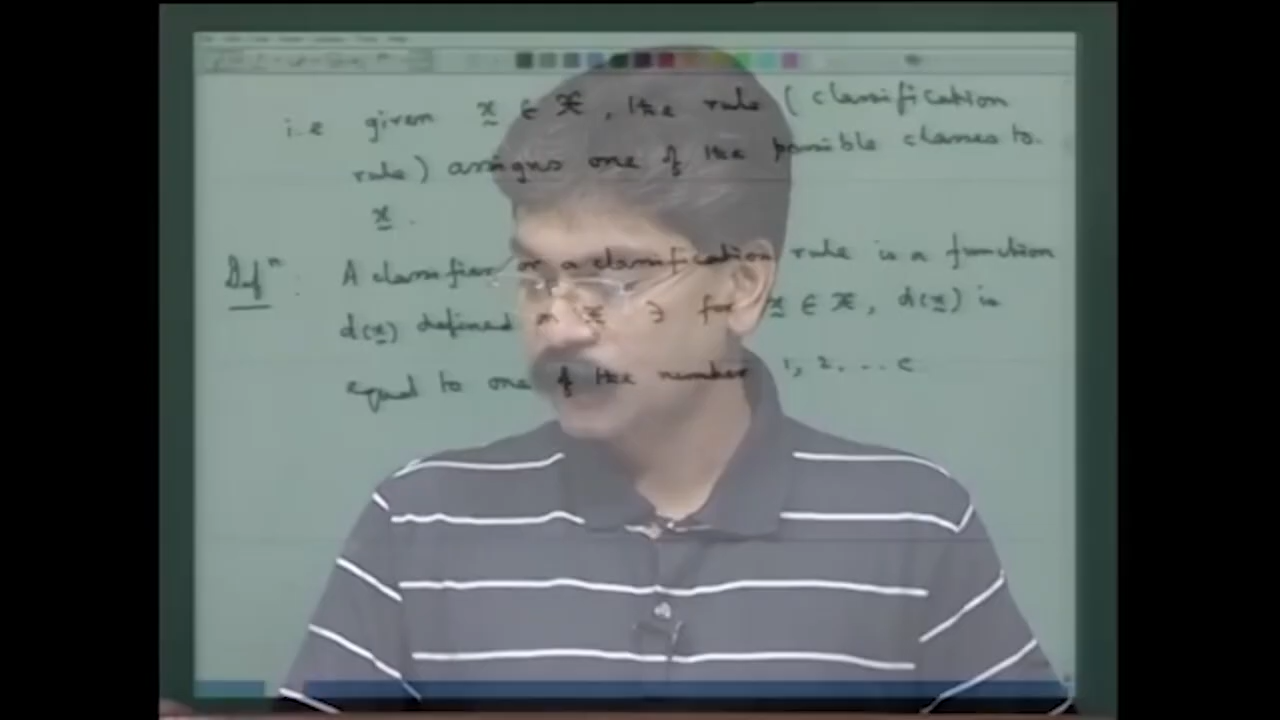 i.e given x̰ ∈ 𝒳, the rule (classification
rule) assigns one of the possible classes to
x̰.
Defⁿ: A classifier or a classification rule is a function
d(x̰) defined on 𝒳 ∋ for x̰ ∈ 𝒳, d(x̰) is
equal to one of the number 1, 2, ... c